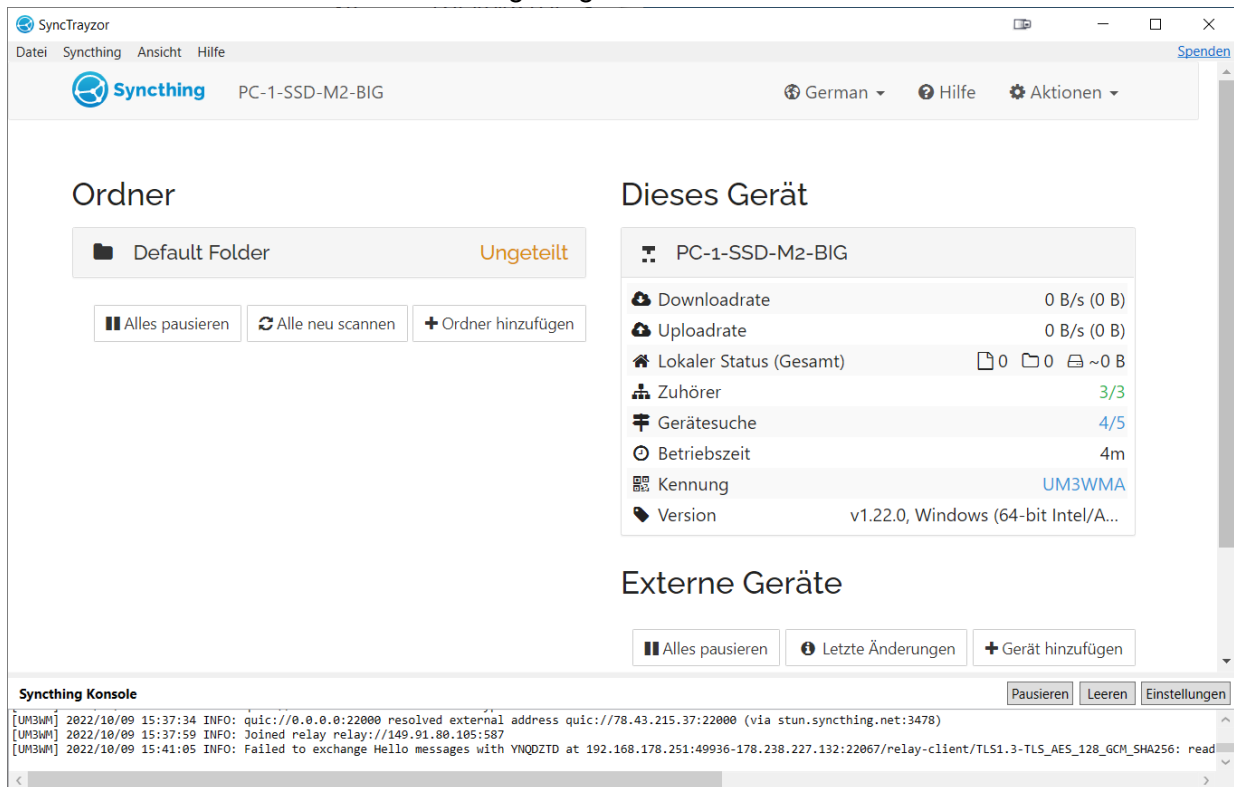 SyncTrayzor
Datei Syncthing Ansicht Hilfe Spenden
Syncthing PC-1-SSD-M2-BIG German Hilfe Aktionen
Ordner
Default Folder Ungeteilt
Alles pausieren Alle neu scannen Ordner hinzufügen
Dieses Gerät
PC-1-SSD-M2-BIG
Downloadrate 0 B/s (0 B)
Uploadrate 0 B/s (0 B)
Lokaler Status (Gesamt) 0 0 ~0 B
Zuhörer 3/3
Gerätesuche 4/5
Betriebszeit 4m
Kennung UM3WMA
Version v1.22.0, Windows (64-bit Intel/A...
Externe Geräte
Alles pausieren Letzte Änderungen Gerät hinzufügen
Syncthing Konsole Pausieren Leeren Einstellungen
[UM3WM] 2022/10/09 15:37:34 INFO: quic://0.0.0.0:22000 resolved external address quic://78.43.215.37:22000 (via stun.syncthing.net:3478)
[UM3WM] 2022/10/09 15:37:59 INFO: Joined relay relay://149.91.80.105:587
[UM3WM] 2022/10/09 15:41:05 INFO: Failed to exchange Hello messages with YNQDZTD at 192.168.178.251:49936-178.238.227.132:22067/relay-client/TLS1.3-TLS_AES_128_GCM_SHA256: read